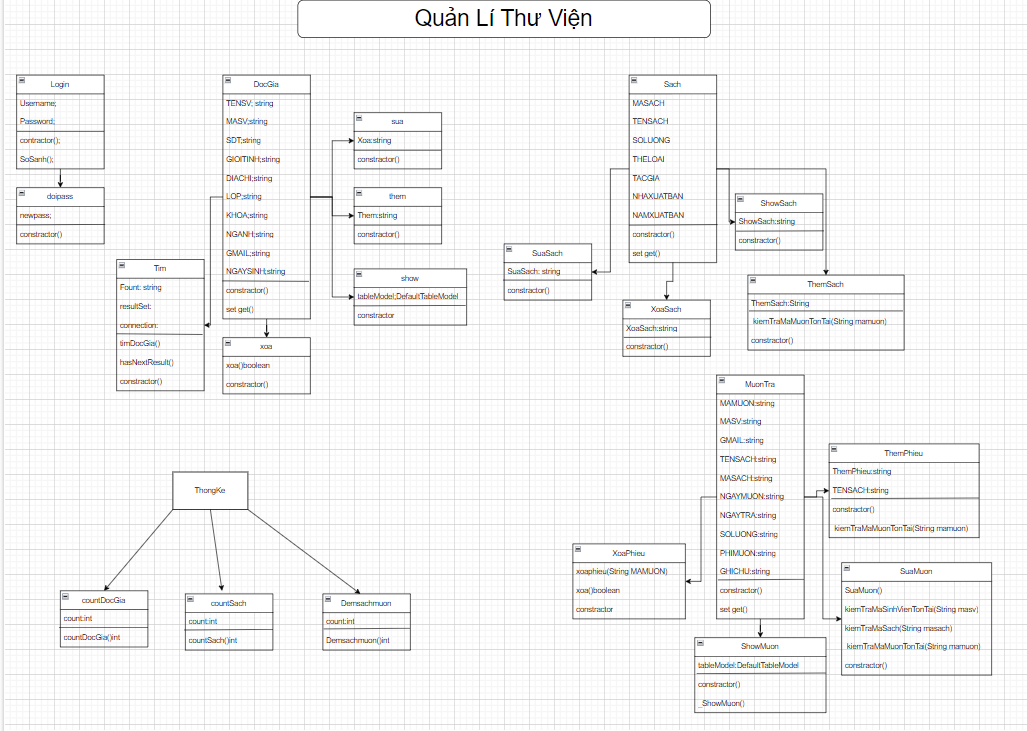 Quản Lí Thư Viện
Login
Username;
Password;
contractor();
SoSanh();
doipass
newpass;
constractor()
DocGia
TENSV; string
MASV;string
SDT;string
GIOITINH;string
DIACHI;string
LOP;string
KHOA;string
NGANH;string
GMAIL;string
NGAYSINH;string
constractor()
set get()
sua
Xoa:string
constractor()
them
Them:string
constractor()
show
tableModel;DefaultTableModel
constractor
Tim
Fount: string
resultSet:
connection:
timDocGia()
hasNextResult()
constractor()
xoa
xoa()boolean
constractor()
Sach
MASACH
TENSACH
SOLUONG
THELOAI
TACGIA
NHAXUATBAN
NAMXUATBAN
constractor()
set get()
ShowSach
ShowSach:string
constractor()
SuaSach
SuaSach: string
constractor()
XoaSach
XoaSach:string
constractor()
ThemSach
ThemSach:String
kiemTraMaMuonTonTai(String mamuon)
constractor()
MuonTra
MAMUON:string
MASV;string
GMAIL:string
TENSACH:string
MASACH:string
NGAYMUON:string
NGAYTRA:string
SOLUONG:string
PHIMUON:string
GHICHU:string
constractor()
set get()
ThemPhieu
ThemPhieu:string
TENSACH:string
constractor()
kiemTraMaMuonTonTai(String mamuon)
XoaPhieu
xoaphieu(String MAMUON)
xoa()boolean
constractor
SuaMuon
SuaMuon()
kiemTraMaSinhVienTonTai(String masv)
kiemTraMaSach(String masach)
kiemTraMaMuonTonTai(String mamuon)
constractor()
ShowMuon
tableModel:DefaultTableModel
constractor()
_ShowMuon()
ThongKe
countDocGia
count:int
countDocGia()int
countSach
count:int
countSach()int
Demsachmuon
count:int
Demsachmuon()int